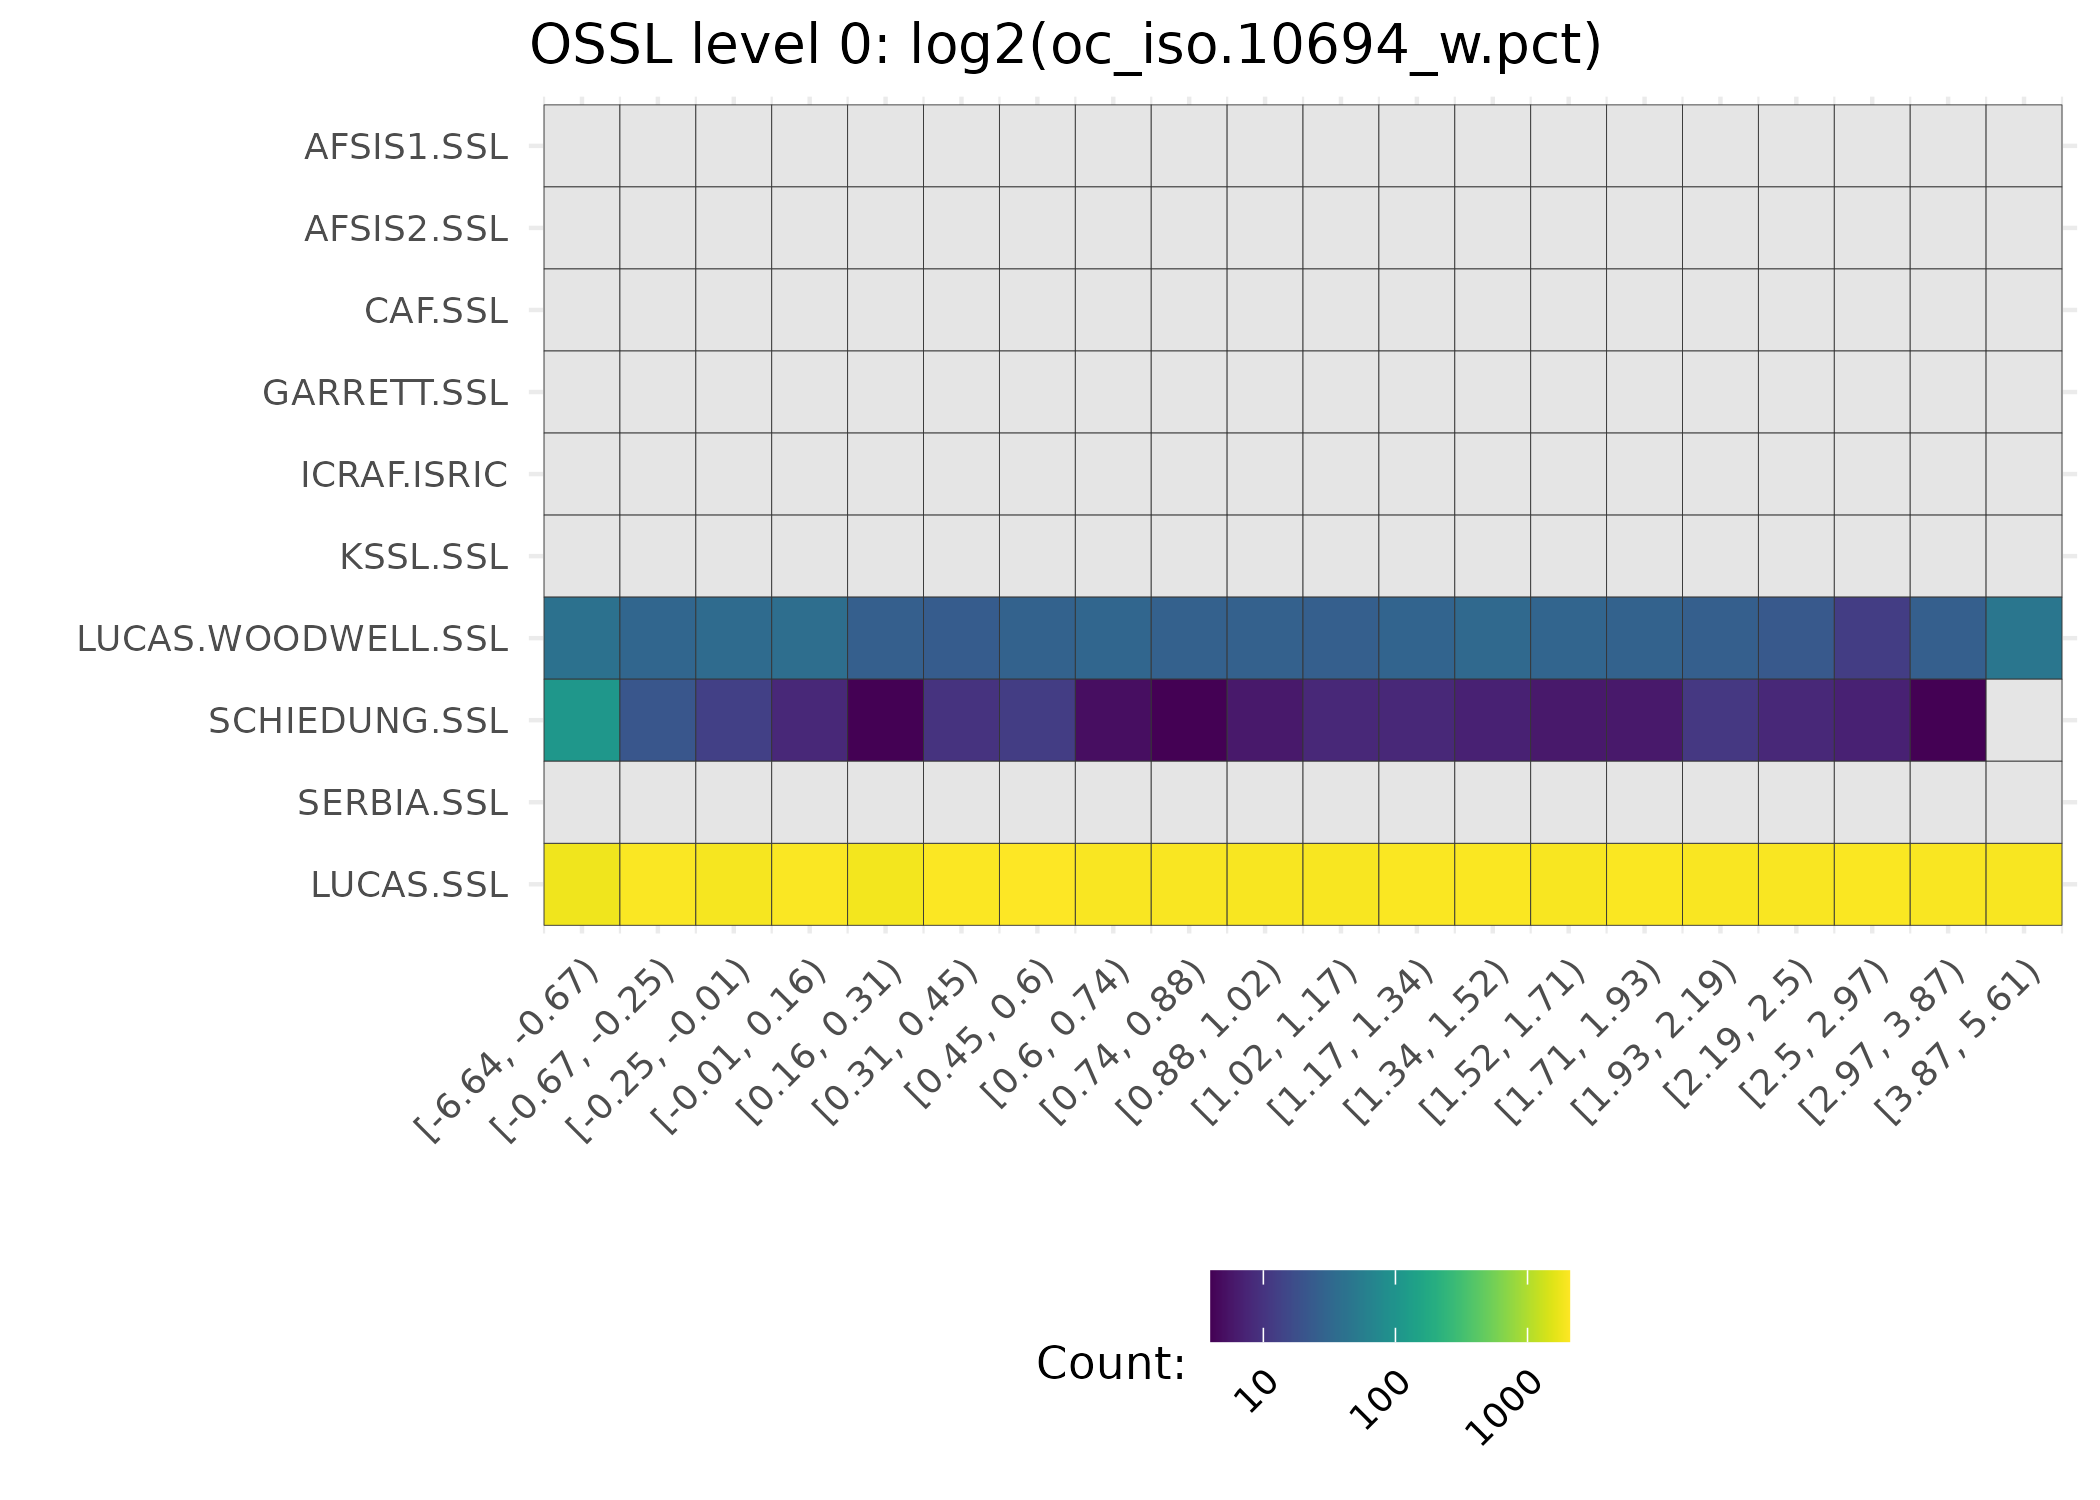 OSSL level 0: log2(oc_iso.10694_w.pct)
AFSIS1.SSL
AFSIS2.SSL
CAF.SSL
GARRETT.SSL
ICRAF.ISRIC
KSSL.SSL
LUCAS.WOODWELL.SSL
SCHIEDUNG.SSL
SERBIA.SSL
LUCAS.SSL
[-6.64, -0.67)
[-0.67, -0.25)
[-0.25, -0.01)
[-0.01, 0.16)
[0.16, 0.31)
[0.31, 0.45)
[0.45, 0.6)
[0.6, 0.74)
[0.74, 0.88)
[0.88, 1.02)
[1.02, 1.17)
[1.17, 1.34)
[1.34, 1.52)
[1.52, 1.71)
[1.71, 1.93)
[1.93, 2.19)
[2.19, 2.5)
[2.5, 2.97)
[2.97, 3.87)
[3.87, 5.61)
Count:
10
100
1000